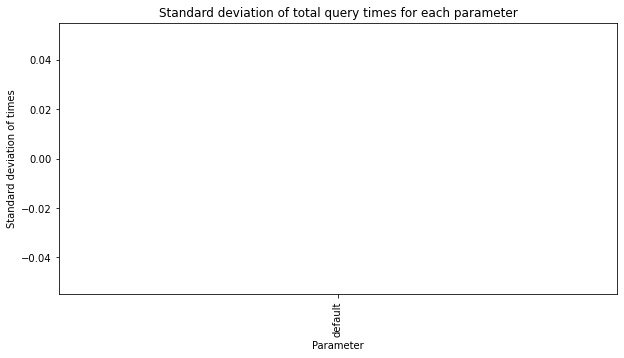 Standard deviation of total query times for each parameter
Standard deviation of times
0.04
0.02
0.00
−0.02
−0.04
default
Parameter